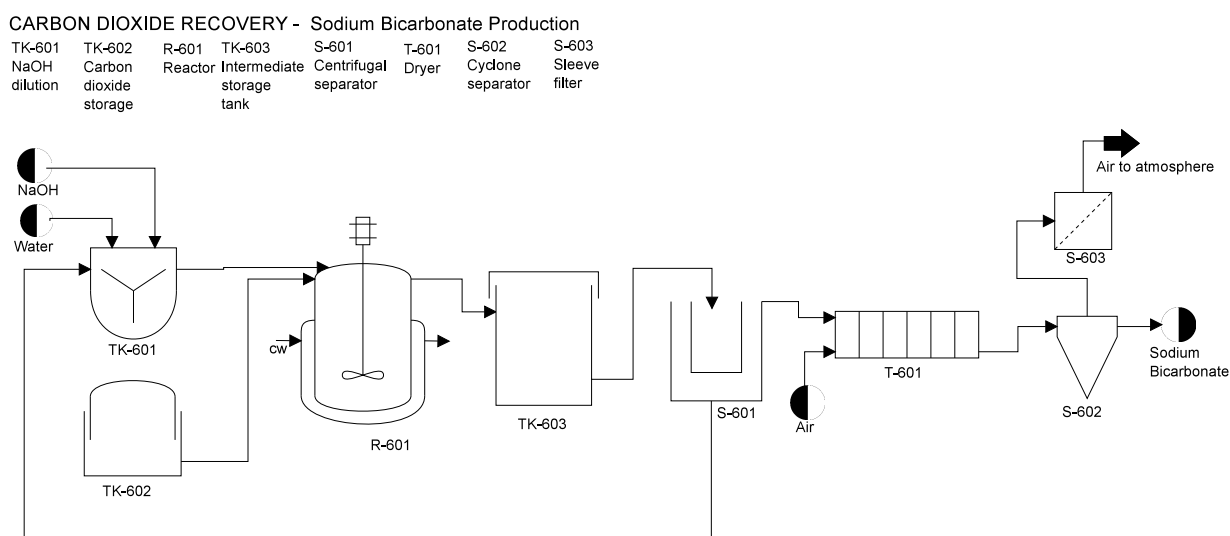 CARBON DIOXIDE RECOVERY - Sodium Bicarbonate Production
TK-601
NaOH
dilution
TK-602
Carbon
dioxide
storage
R-601
Reactor
TK-603
Intermediate
storage
tank
S-601
Centrifugal
separator
T-601
Dryer
S-602
Cyclone
separator
S-603
Sleeve
filter
NaOH
Water
TK-601
TK-602
cw
R-601
TK-603
S-601
Air
T-601
Air to atmosphere
S-603
Sodium
Bicarbonate
S-602